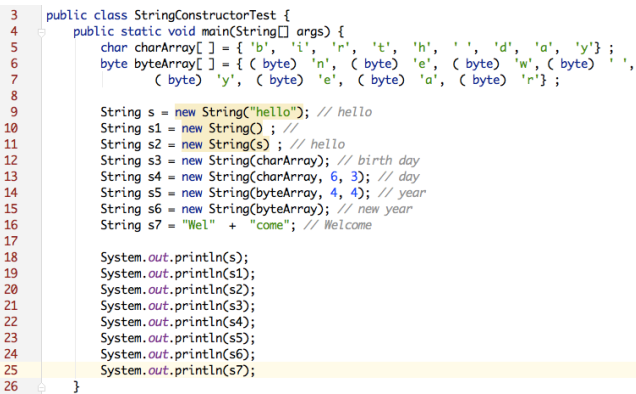 3 public class StringConstructorTest {
4 public static void main(String[] args) {
5 char charArray[ ] = { 'b', 'i', 'r', 't', 'h', ' ', 'd', 'a', 'y'} ;
6 byte byteArray[ ] = { ( byte) 'n', ( byte) 'e', ( byte) 'w', ( byte) ' ',
7 ( byte) 'y', ( byte) 'e', ( byte) 'a', ( byte) 'r'} ;
8
9 String s = new String("hello"); // hello
10 String s1 = new String() ; //
11 String s2 = new String(s) ; // hello
12 String s3 = new String(charArray); // birth day
13 String s4 = new String(charArray, 6, 3); // day
14 String s5 = new String(byteArray, 4, 4); // year
15 String s6 = new String(byteArray); // new year
16 String s7 = "Wel" + "come"; // Welcome
17
18 System.out.println(s);
19 System.out.println(s1);
20 System.out.println(s2);
21 System.out.println(s3);
22 System.out.println(s4);
23 System.out.println(s5);
24 System.out.println(s6);
25 System.out.println(s7);
26 }